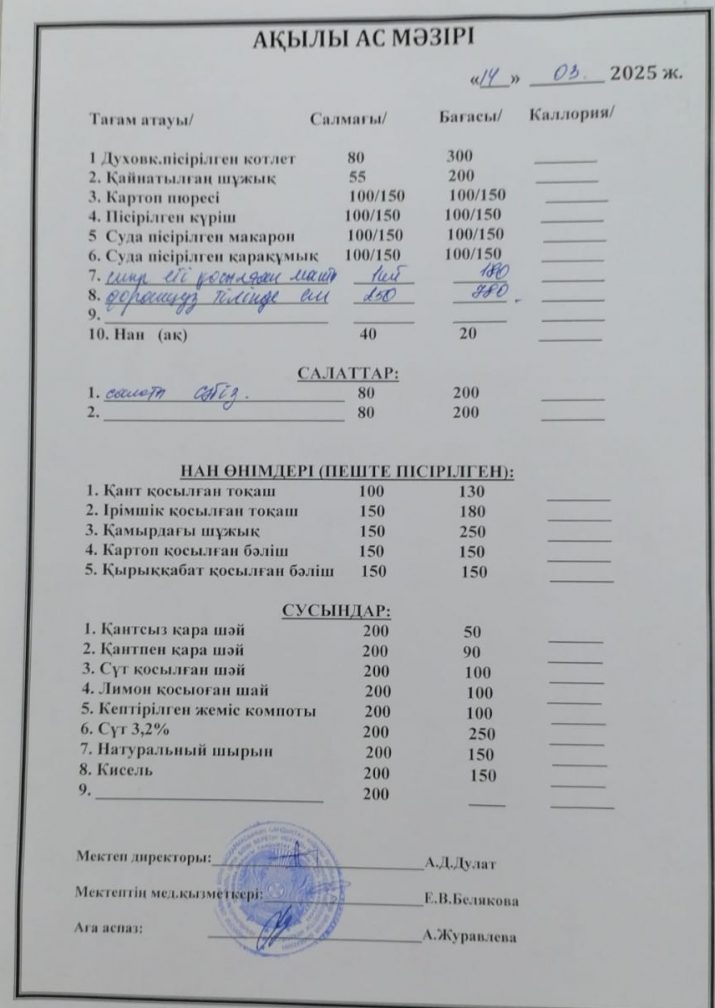 АҚЫЛЫ АС МӘЗІРІ
«14» 03. 2025 ж.
Тағам атауы/ Салмағы/ Бағасы/ Каллория/
1 Духовк.пісірілген котлет 80 300
2. Қайнатылған шұжық 55 200
3. Картоп пюресі 100/150 100/150
4. Пісірілген күріш 100/150 100/150
5 Суда пісірілген макарон 100/150 100/150
6. Суда пісірілген қарақұмық 100/150 100/150
7. сиыр еті қосылған манты 1шт 180
8. тілінде 250
9.
10. Нан (ақ) 40 20
САЛАТТАР:
1. салат сәбіз. 80 200
2. 80 200
НАН ӨНІМДЕРІ (ПЕШТЕ ПІСІРІЛГЕН):
1. Қант қосылған тоқаш 100 130
2. Ірімшік қосылған тоқаш 150 180
3. Қамырдағы шұжық 150 250
4. Картоп қосылған бәліш 150 150
5. Қырыққабат қосылған бәліш 150 150
СУСЫНДАР:
1. Қантсыз қара шәй 200 50
2. Қантпен қара шәй 200 90
3. Сүт қосылған шәй 200 100
4. Лимон қосыоған шай 200 100
5. Кептірілген жеміс компоты 200 100
6. Сүт 3,2% 200 250
7. Натуральный шырын 200 150
8. Кисель 200 150
9. 200
Мектеп директоры: А.Д.Дулат
Мектептің мед.қызметкері: Е.В.Белякова
Аға аспаз: А.Журавлева